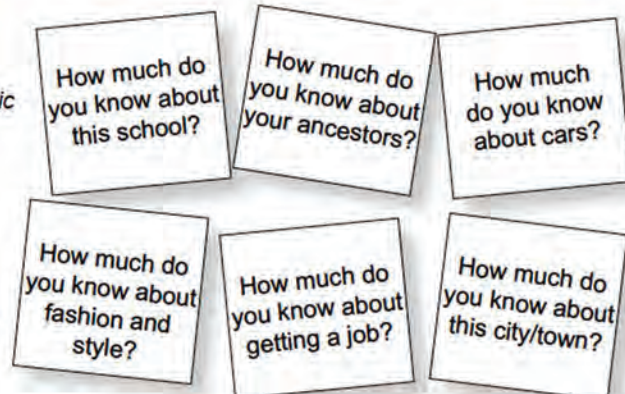 ic
How much do
you know about
this school?
How much do
you know about
your ancestors?
How much
do you know
about cars?
How much do
you know about
fashion and
style?
How much do
you know about
getting a job?
How much do
you know about
this city/town?